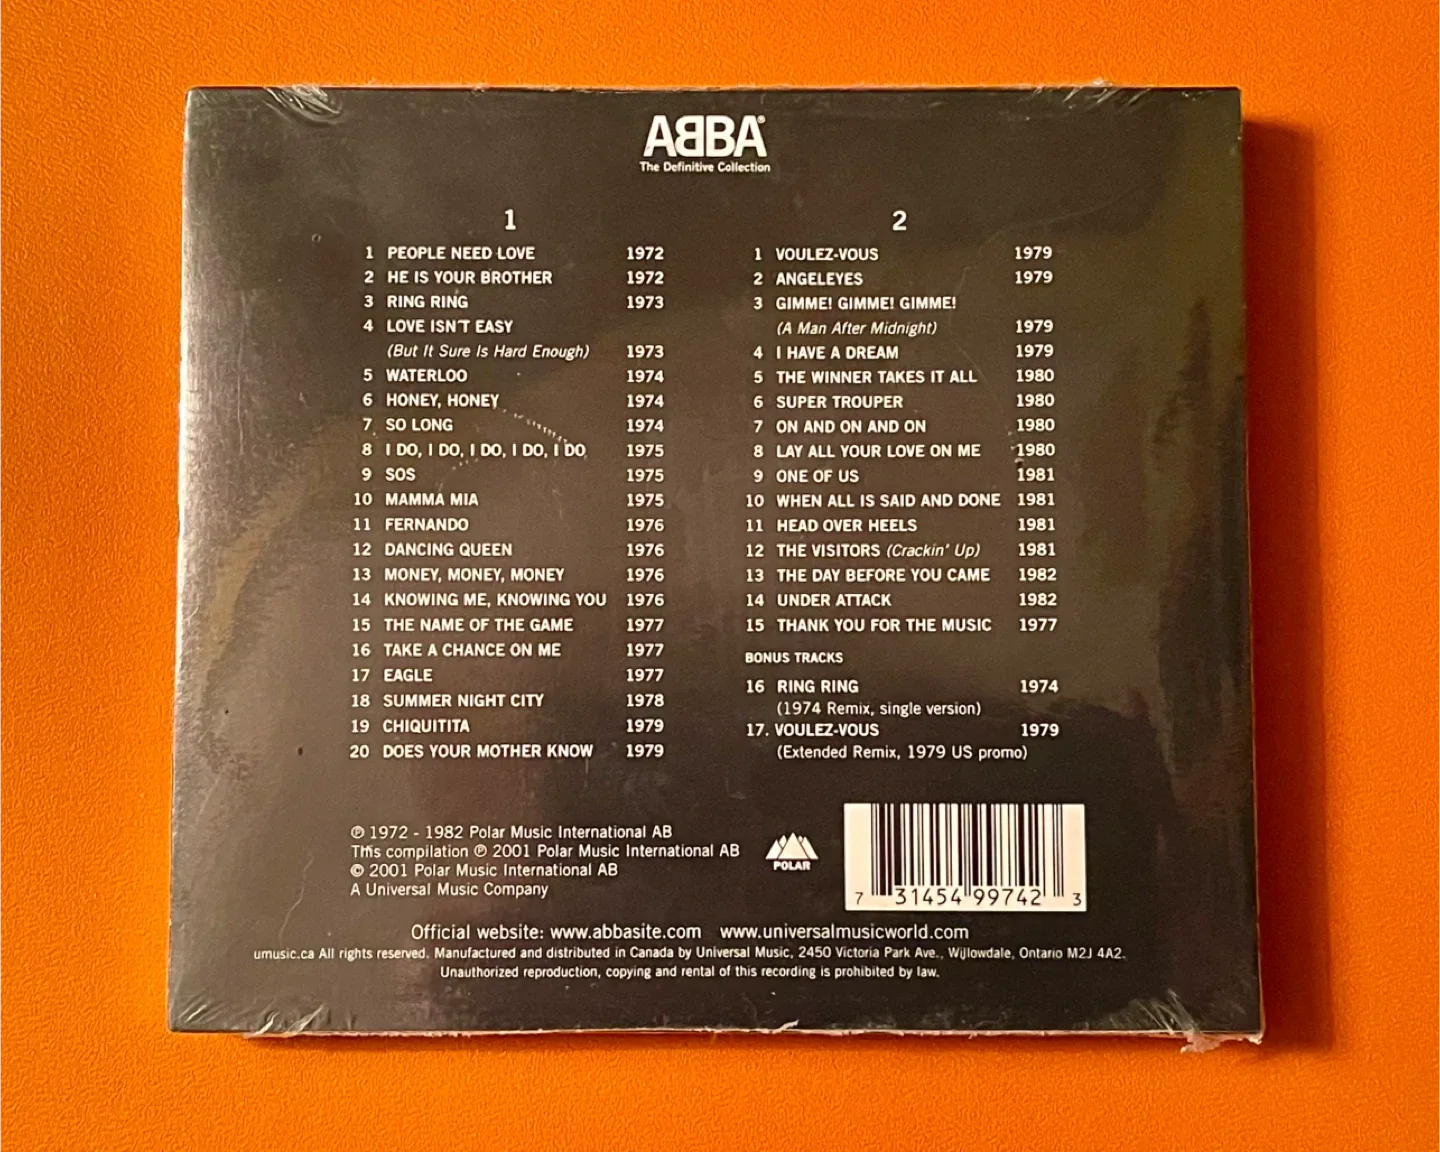 ABBA®
The Definitive Collection
1
1 PEOPLE NEED LOVE 1972
2 HE IS YOUR BROTHER 1972
3 RING RING 1973
4 LOVE ISN'T EASY
(But It Sure Is Hard Enough) 1973
5 WATERLOO 1974
6 HONEY, HONEY 1974
7 SO LONG 1974
8 I DO, I DO, I DO, I DO, I DO 1975
9 SOS 1975
10 MAMMA MIA 1975
11 FERNANDO 1976
12 DANCING QUEEN 1976
13 MONEY, MONEY, MONEY 1976
14 KNOWING ME, KNOWING YOU 1976
15 THE NAME OF THE GAME 1977
16 TAKE A CHANCE ON ME 1977
17 EAGLE 1977
18 SUMMER NIGHT CITY 1978
19 CHIQUITITA 1979
20 DOES YOUR MOTHER KNOW 1979
2
1 VOULEZ-VOUS 1979
2 ANGELEYES 1979
3 GIMME! GIMME! GIMME!
(A Man After Midnight) 1979
4 I HAVE A DREAM 1979
5 THE WINNER TAKES IT ALL 1980
6 SUPER TROUPER 1980
7 ON AND ON AND ON 1980
8 LAY ALL YOUR LOVE ON ME 1980
9 ONE OF US 1981
10 WHEN ALL IS SAID AND DONE 1981
11 HEAD OVER HEELS 1981
12 THE VISITORS (Crackin' Up) 1981
13 THE DAY BEFORE YOU CAME 1982
14 UNDER ATTACK 1982
15 THANK YOU FOR THE MUSIC 1977
BONUS TRACKS
16 RING RING 1974
(1974 Remix, single version)
17. VOULEZ-VOUS 1979
(Extended Remix, 1979 US promo)
℗ 1972 - 1982 Polar Music International AB
This compilation ℗ 2001 Polar Music International AB
© 2001 Polar Music International AB
A Universal Music Company
POLAR
7 31454 99742 3
Official website: www.abbasite.com www.universalmusicworld.com
umusic.ca All rights reserved. Manufactured and distributed in Canada by Universal Music, 2450 Victoria Park Ave., Willowdale, Ontario M2J 4A2.
Unauthorized reproduction, copying and rental of this recording is prohibited by law.